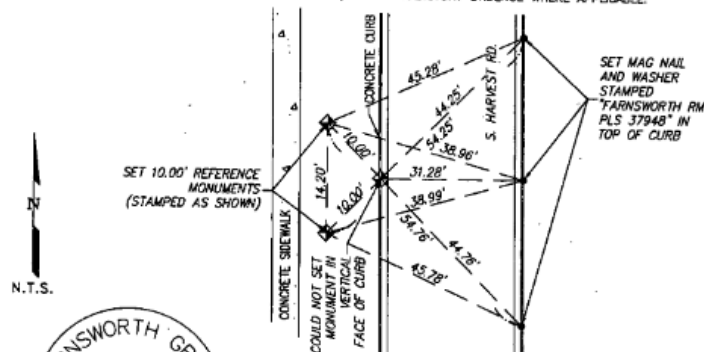 WHERE APPLICABLE.
45.28'
CONCRETE CURB
S. HARVEST RD.
44.25'
54.25'
SET MAG NAIL
AND WASHER
STAMPED
"FARNSWORTH RM
PLS 37948" IN
TOP OF CURB
10.00'
38.96'
SET 10.00' REFERENCE
MONUMENTS
(STAMPED AS SHOWN)
14.20'
31.28'
10.00'
38.99'
N
54.76'
44.76'
45.78'
N.T.S.
CONCRETE SIDEWALK
COULD NOT SET
MONUMENT IN
VERTICAL
FACE OF CURB